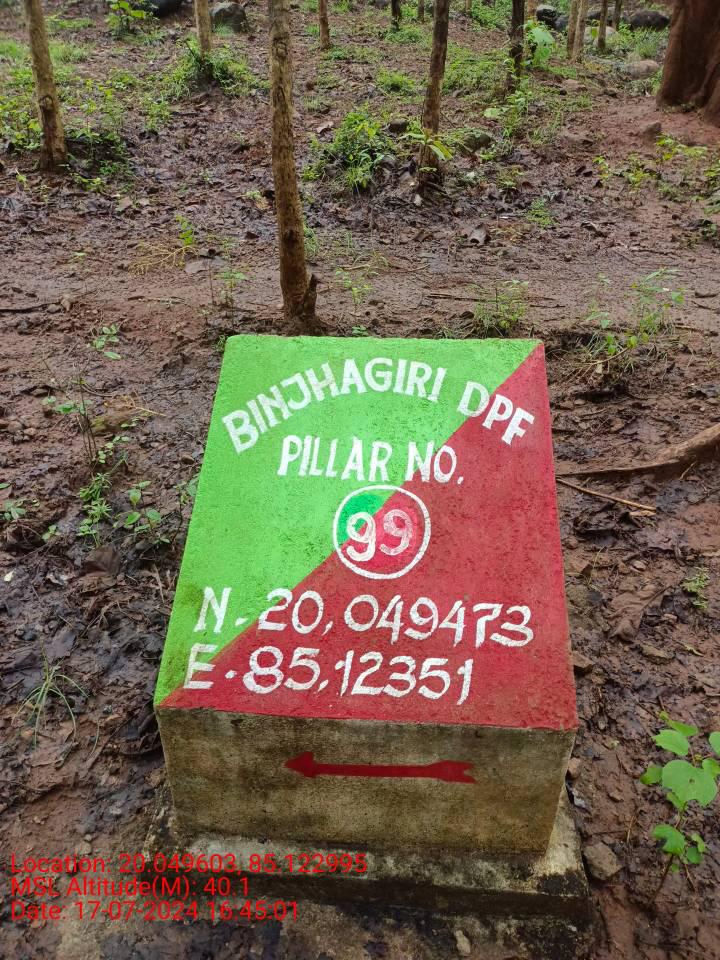 BINJHAGIRI DPF
PILLAR NO.
99
N. 20,049473
E. 85,12351
Location: 20.049603, 85.122995
MSL Altitude(M): 40.1
Date: 17-07-2024 16:45:01